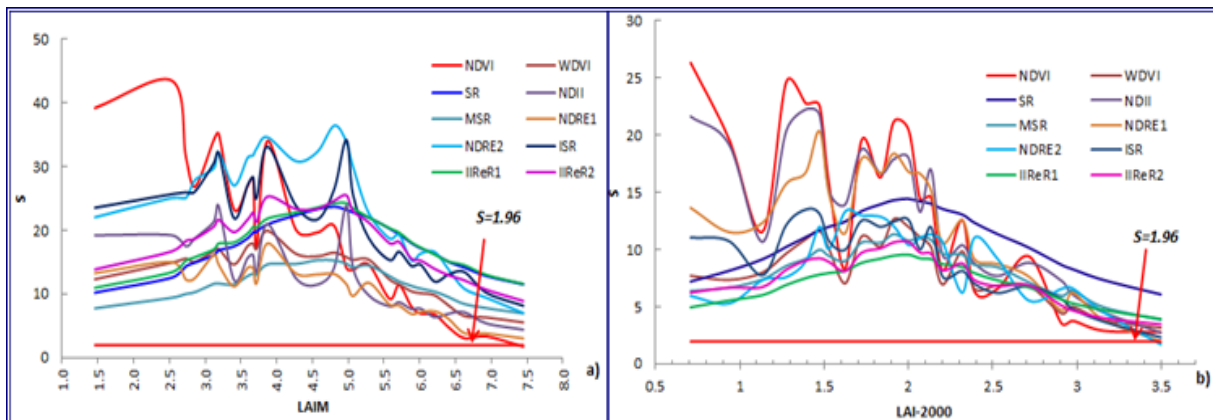 50
40
30
20
10
0
s
NDVI WDVI
SR NDII
MSR NDRE1
NDRE2 ISR
IIReR1 IIReR2
S=1.96
1.0 1.5 2.0 2.5 3.0 3.5 4.0 4.5 5.0 5.5 6.0 6.5 7.0 7.5 8.0
a)
LAIM
30
25
20
15
10
5
0
s
NDVI WDVI
SR NDII
MSR NDRE1
NDRE2 ISR
IIReR1 IIReR2
S=1.96
0.5 1 1.5 2 2.5 3 3.5
b)
LAI-2000